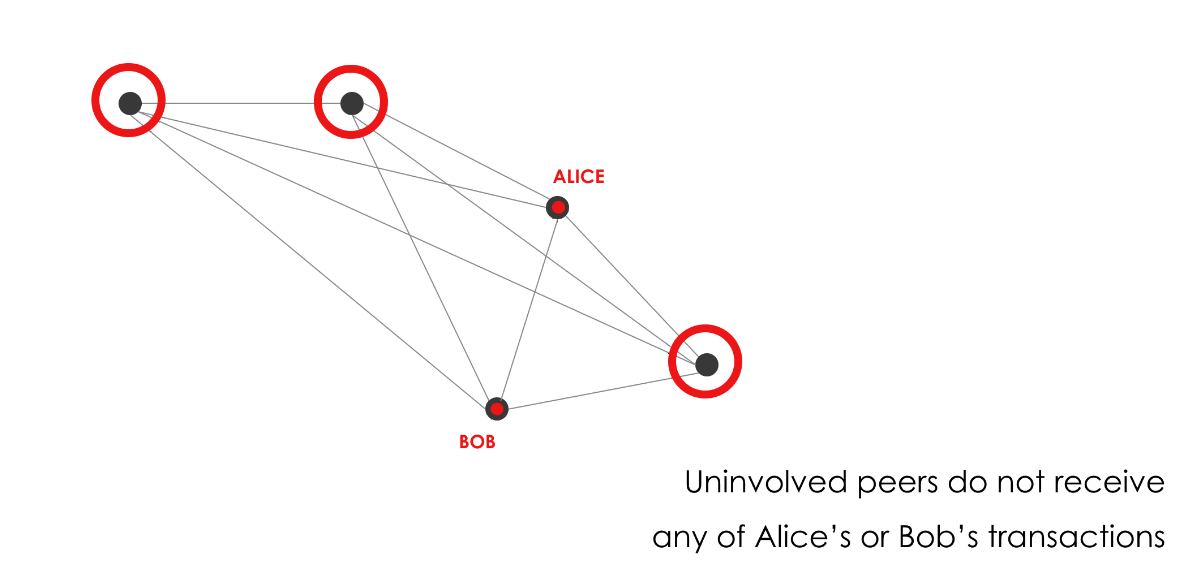 ALICE
BOB
Uninvolved peers do not receive
any of Alice’s or Bob’s transactions